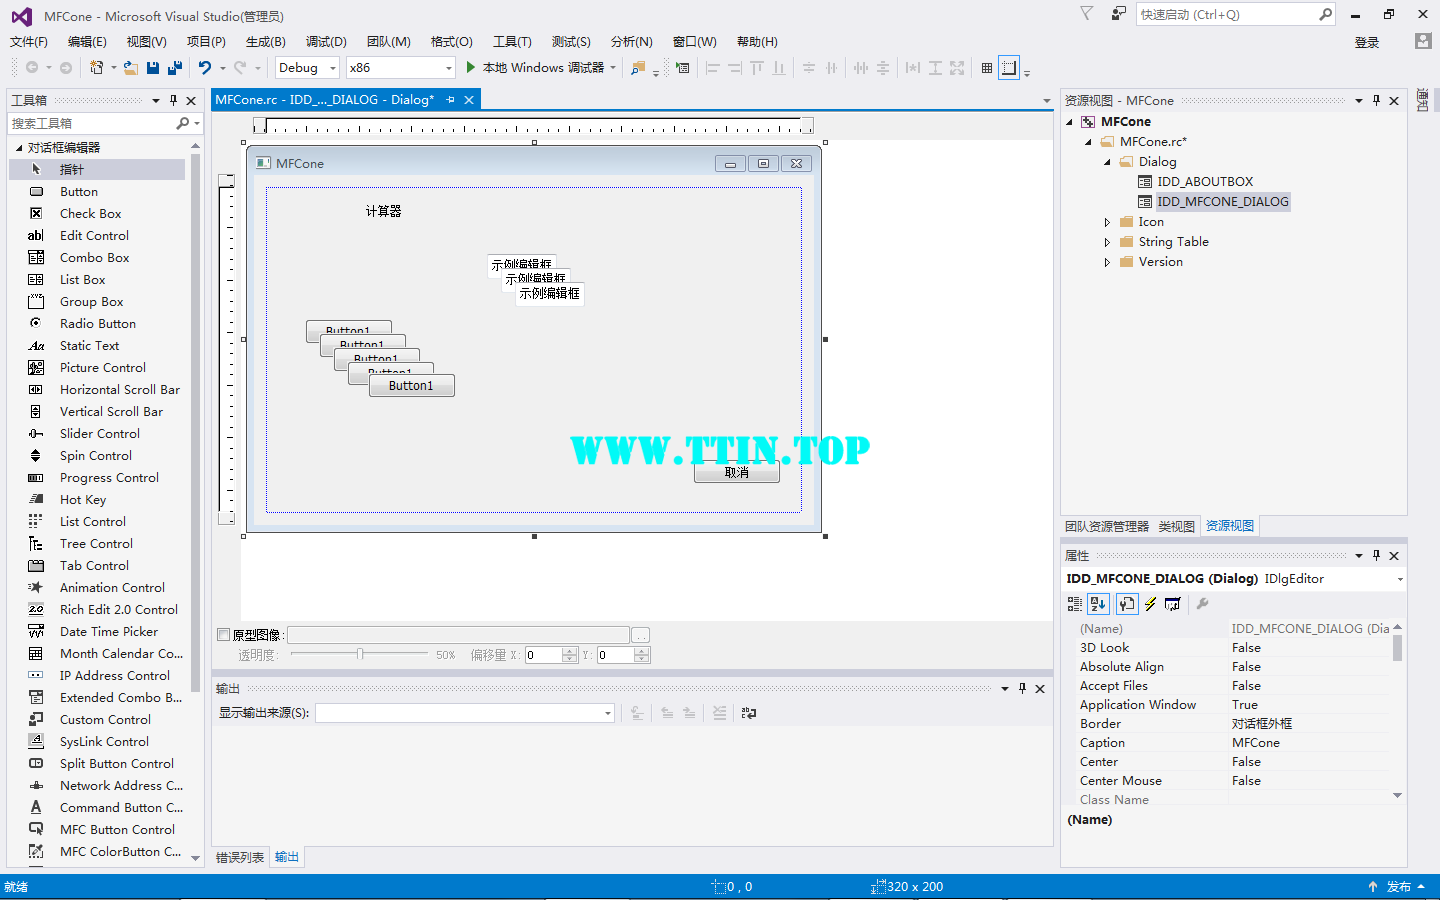 MFCone - Microsoft Visual Studio(管理员)
快速启动 (Ctrl+Q)
文件(F) 编辑(E) 视图(V) 项目(P) 生成(B) 调试(D) 团队(M) 格式(O) 工具(T) 测试(S) 分析(N) 窗口(W) 帮助(H)
登录
Debug x86 本地 Windows 调试器
工具箱
搜索工具箱
对话框编辑器
指针
Button
Check Box
Edit Control
Combo Box
List Box
Group Box
Radio Button
Static Text
Picture Control
Horizontal Scroll Bar
Vertical Scroll Bar
Slider Control
Spin Control
Progress Control
Hot Key
List Control
Tree Control
Tab Control
Animation Control
Rich Edit 2.0 Control
Date Time Picker
Month Calendar Co...
IP Address Control
Extended Combo B...
Custom Control
SysLink Control
Split Button Control
Network Address C...
Command Button C...
MFC Button Control
MFC ColorButton C...
MFCone.rc - IDD_..._DIALOG - Dialog*
MFCone
计算器
示例编辑框
示例编辑框
示例编辑框
Button1
Button1
Button1
Button1
Button1
WWW.TTIN.TOP
取消
原型图像: ...
透明度: 50% 偏移量 X: 0 Y: 0
输出
显示输出来源(S):
错误列表 输出
资源视图 - MFCone
MFCone
MFCone.rc*
Dialog
IDD_ABOUTBOX
IDD_MFCONE_DIALOG
Icon
String Table
Version
团队资源管理器 类视图 资源视图
通知
属性
IDD_MFCONE_DIALOG (Dialog) IDlgEditor
(Name) IDD_MFCONE_DIALOG (Dia
3D Look False
Absolute Align False
Accept Files False
Application Window True
Border 对话框外框
Caption MFCone
Center False
Center Mouse False
Class Name
(Name)
就绪 0 , 0 320 x 200 发布